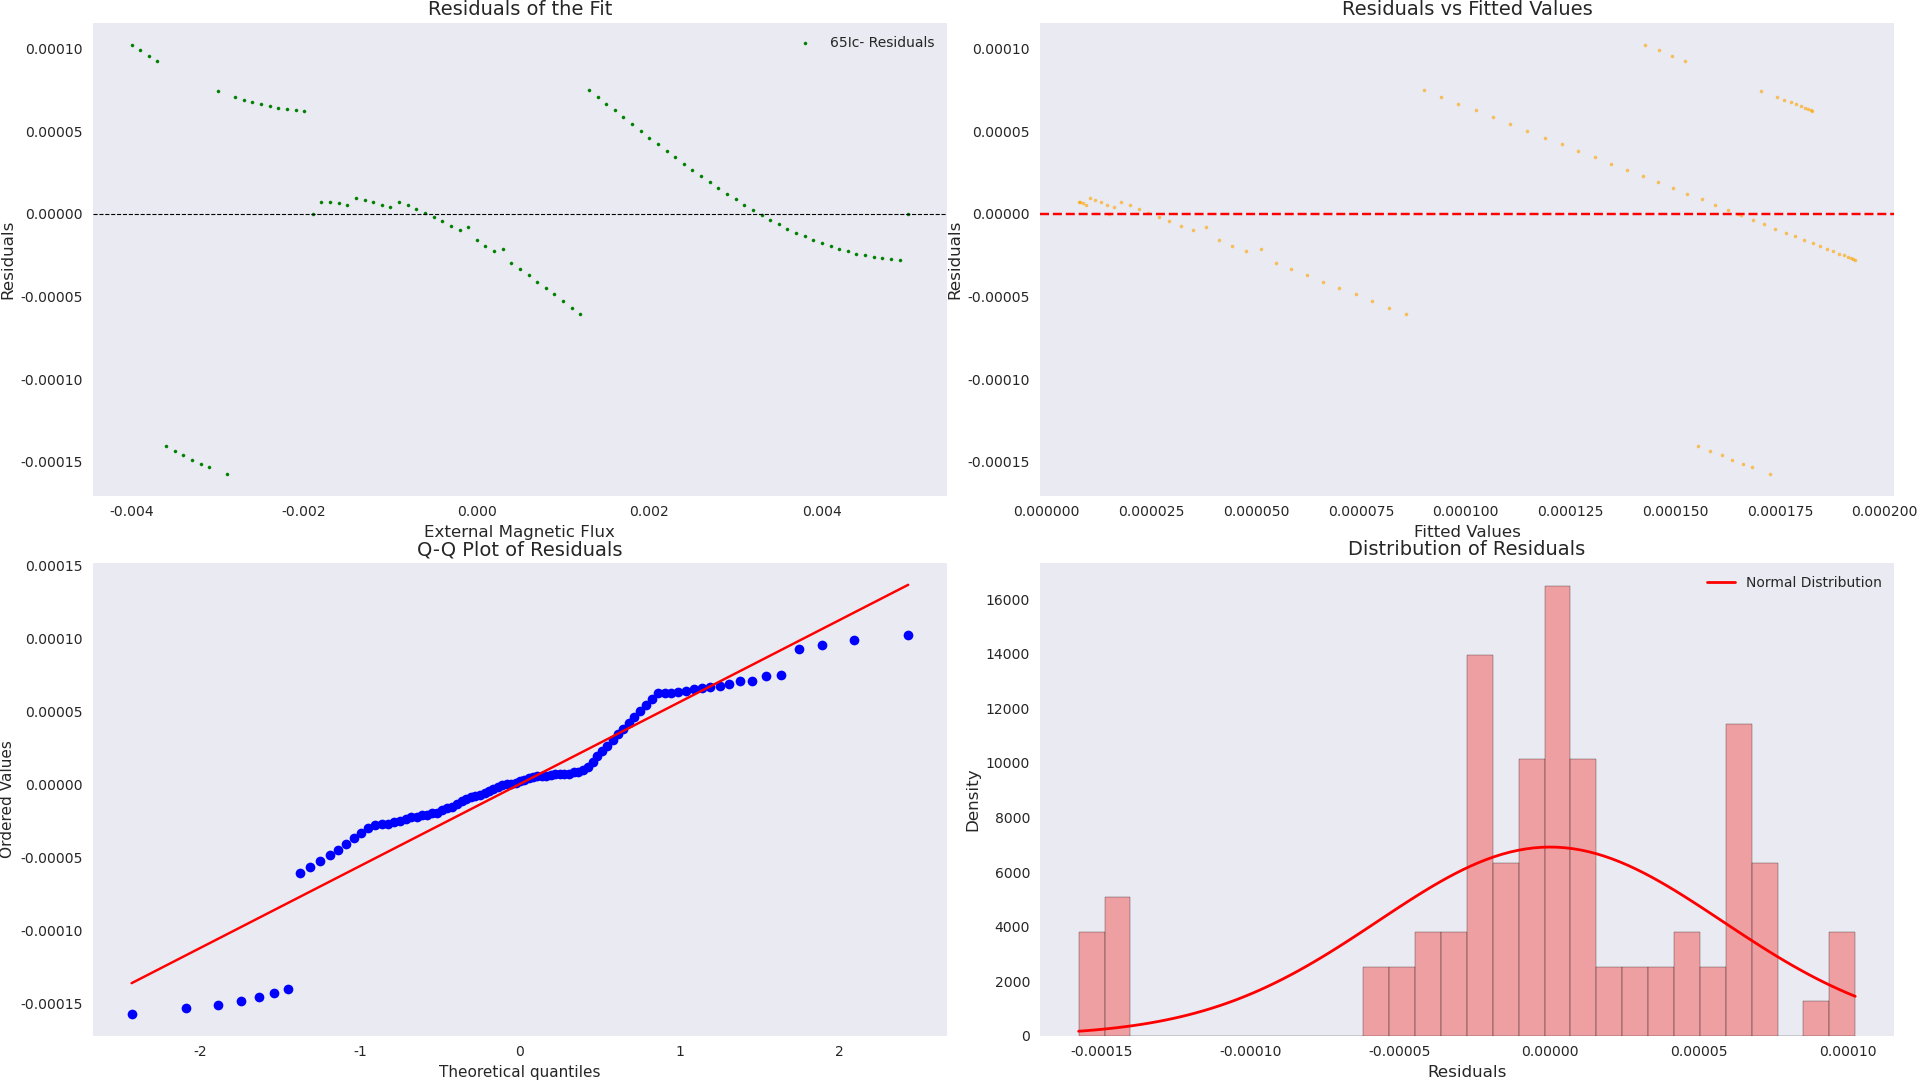 Residuals of the Fit
0.00010
0.00005
0.00000
-0.00005
-0.00010
-0.00015
Residuals
65Ic- Residuals
-0.004 -0.002 0.000 0.002 0.004
External Magnetic Flux
Residuals vs Fitted Values
0.00010
0.00005
0.00000
-0.00005
-0.00010
-0.00015
Residuals
0.000000 0.000025 0.000050 0.000075 0.000100 0.000125 0.000150 0.000175 0.000200
Fitted Values
Q-Q Plot of Residuals
0.00015
0.00010
0.00005
0.00000
-0.00005
-0.00010
-0.00015
Ordered Values
-2 -1 0 1 2
Theoretical quantiles
Distribution of Residuals
16000
14000
12000
10000
8000
6000
4000
2000
0
Density
Normal Distribution
-0.00015 -0.00010 -0.00005 0.00000 0.00005 0.00010
Residuals